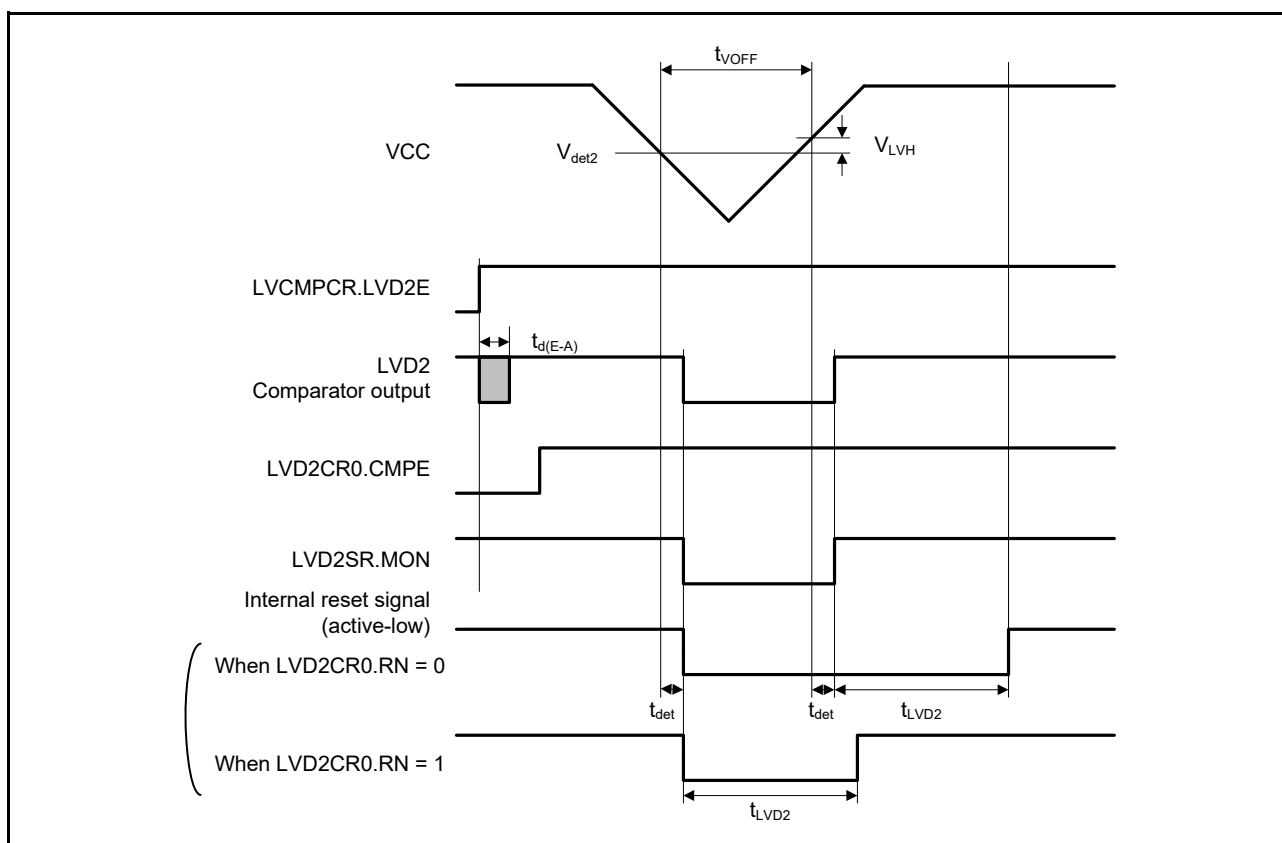 tVOFF
VCC
Vdet2
VLVH
LVCMPCR.LVD2E
td(E-A)
LVD2
Comparator output
LVD2CR0.CMPE
LVD2SR.MON
Internal reset signal
(active-low)
When LVD2CR0.RN = 0
tdet
tdet
tLVD2
When LVD2CR0.RN = 1
tLVD2